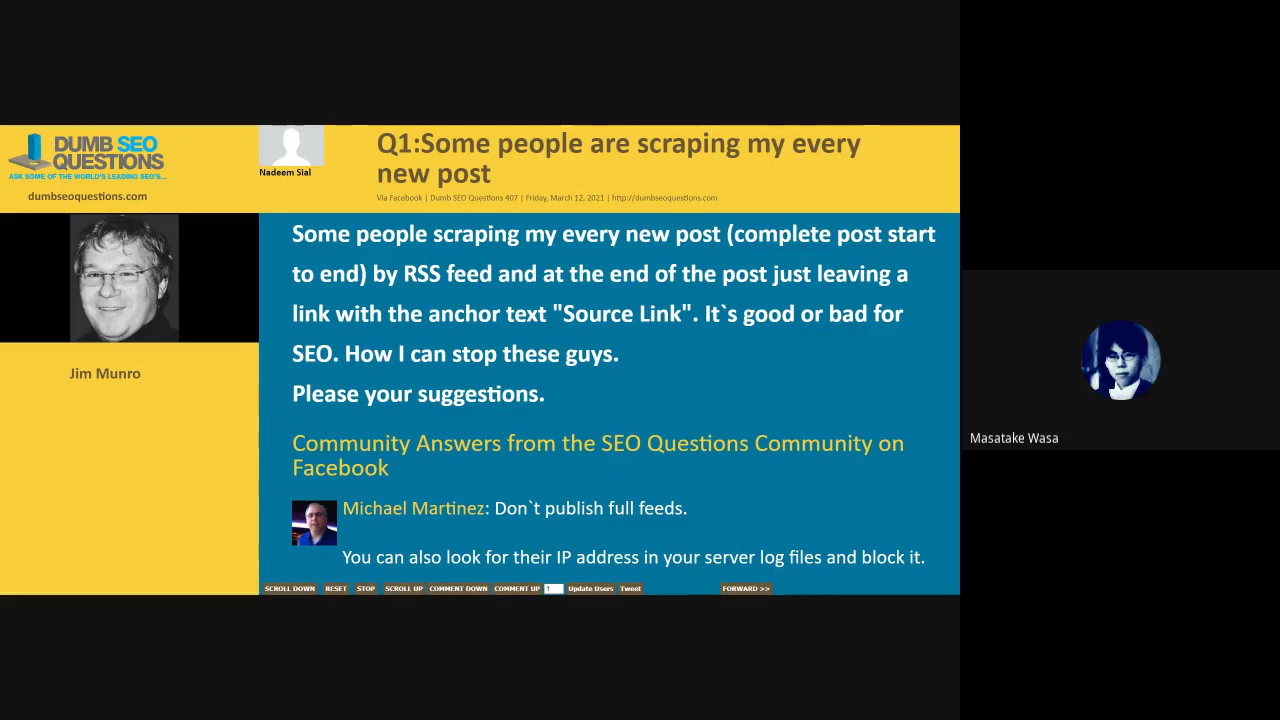 DUMB SEO
QUESTIONS
ASK SOME OF THE WORLD'S LEADING SEO'S...
dumbseoquestions.com
Nadeem Sial
Q1:Some people are scraping my every
new post
Via Facebook | Dumb SEO Questions 407 | Friday, March 12, 2021 | http://dumbseoquestions.com
Jim Munro
Some people scraping my every new post (complete post start
to end) by RSS feed and at the end of the post just leaving a
link with the anchor text "Source Link". It`s good or bad for
SEO. How I can stop these guys.
Please your suggestions.
Community Answers from the SEO Questions Community on
Facebook
Michael Martinez: Don`t publish full feeds.
You can also look for their IP address in your server log files and block it.
SCROLL DOWN RESET STOP SCROLL UP COMMENT DOWN COMMENT UP 1 Update Users Tweet FORWARD >>
Masatake Wasa